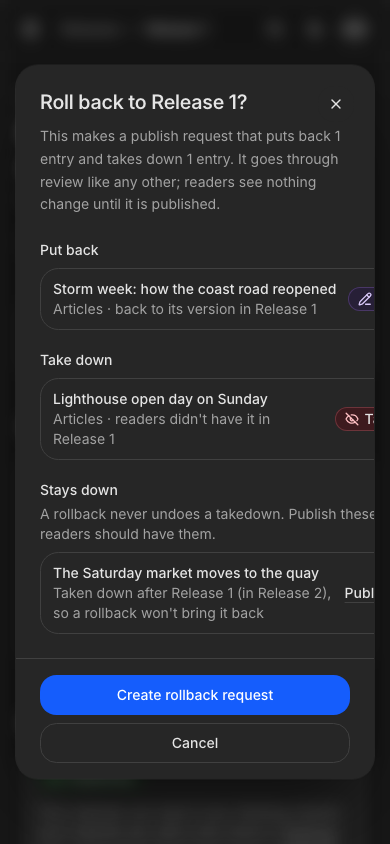 Roll back to Release 1?
This makes a publish request that puts back 1
entry and takes down 1 entry. It goes through
review like any other; readers see nothing
change until it is published.
Put back
Storm week: how the coast road reopened
Articles · back to its version in Release 1
Take down
Lighthouse open day on Sunday
Articles · readers didn't have it in
Release 1
Stays down
A rollback never undoes a takedown. Publish these
readers should have them.
The Saturday market moves to the quay
Taken down after Release 1 (in Release 2),
so a rollback won't bring it back
Publ
Create rollback request
Cancel